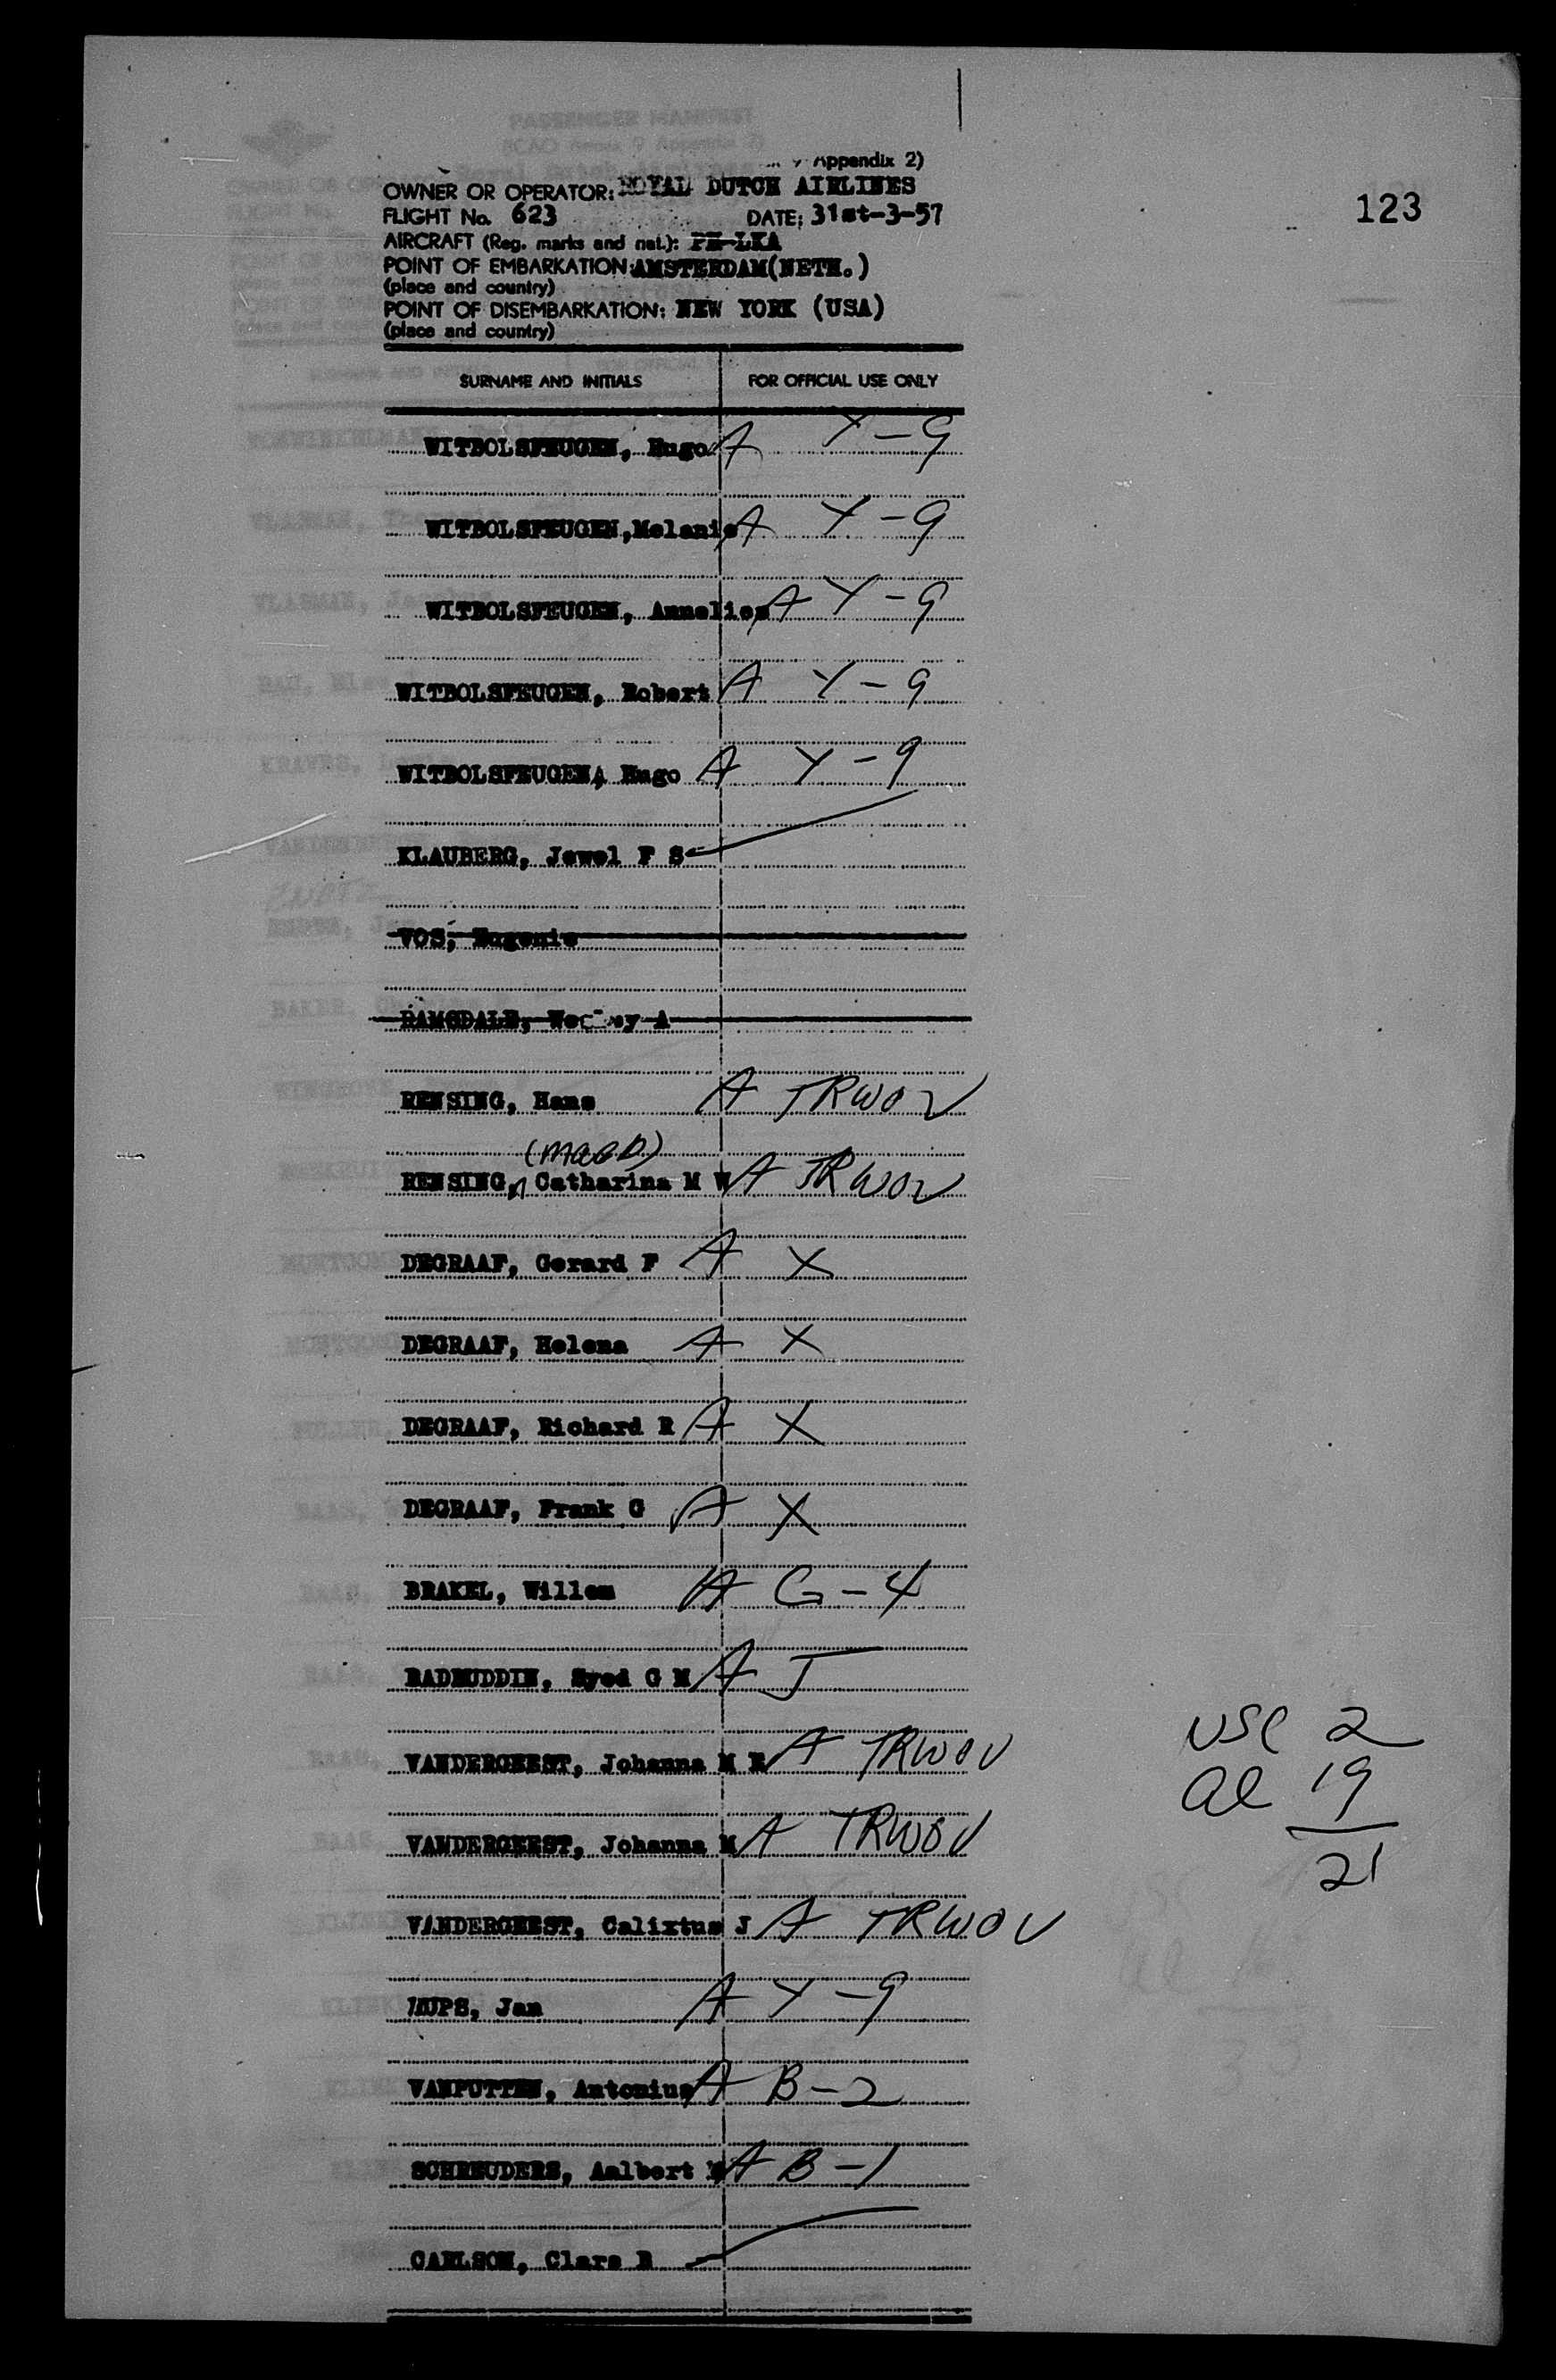 Appendix 2)
OWNER OR OPERATOR: ROYAL DUTCH AIRLINES
FLIGHT No. 623 DATE: 31st-3-57
123
AIRCRAFT (Reg. marks and nat.): PH-LKA
POINT OF EMBARKATION: AMSTERDAM(NETH.)
(place and country)
POINT OF DISEMBARKATION: NEW YORK (USA)
(place and country)
SURNAME AND INITIALS FOR OFFICIAL USE ONLY
WITBOLSFEUGEN, Hugo A Y-9
WITBOLSFEUGEN,Melanie A Y-9
WITBOLSFEUGEN, Annelies A Y-9
WITBOLSFEUGEN, Robert A Y-9
WITBOLSFEUGEN, Hugo A Y-9
KLAUBERG, Jewel F S
VOS, Eugenie
RAMSDALE, A
RENSING, Hans A TRWOV
(MAAD)
RENSING, Catharina M W A TRWOV
DEGRAAF, Gerard F A X
DEGRAAF, Helena A X
DEGRAAF, Richard R A X
DEGRAAF, Frank G A X
BRAKEL, Willem A G-4
BADRUDDIN, Syed G M A J
VANDERGEEST, Johanna M E A TRWOV
VANDERGEEST, Johanna M A TRWOV
VANDERGEEST, Calixtus J A TRWOV
LUPS, Jan A Y-9
VANPUTTEN, Antonius A B-2
SCHREUDERS, Aalbert A B-1
CARLSON, Clara B
USC 2
al 19
21